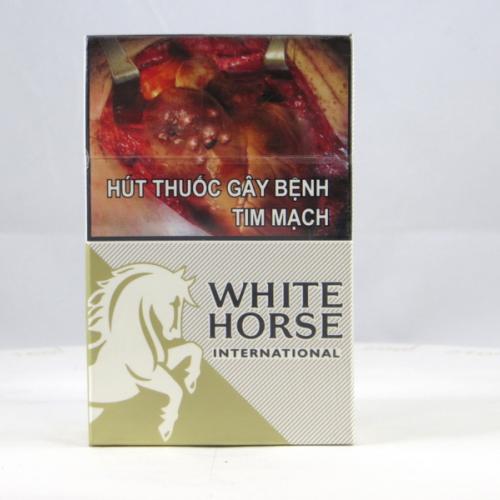 HÚT THUỐC GÂY BỆNH
TIM MẠCH
WHITE
HORSE
INTERNATIONAL